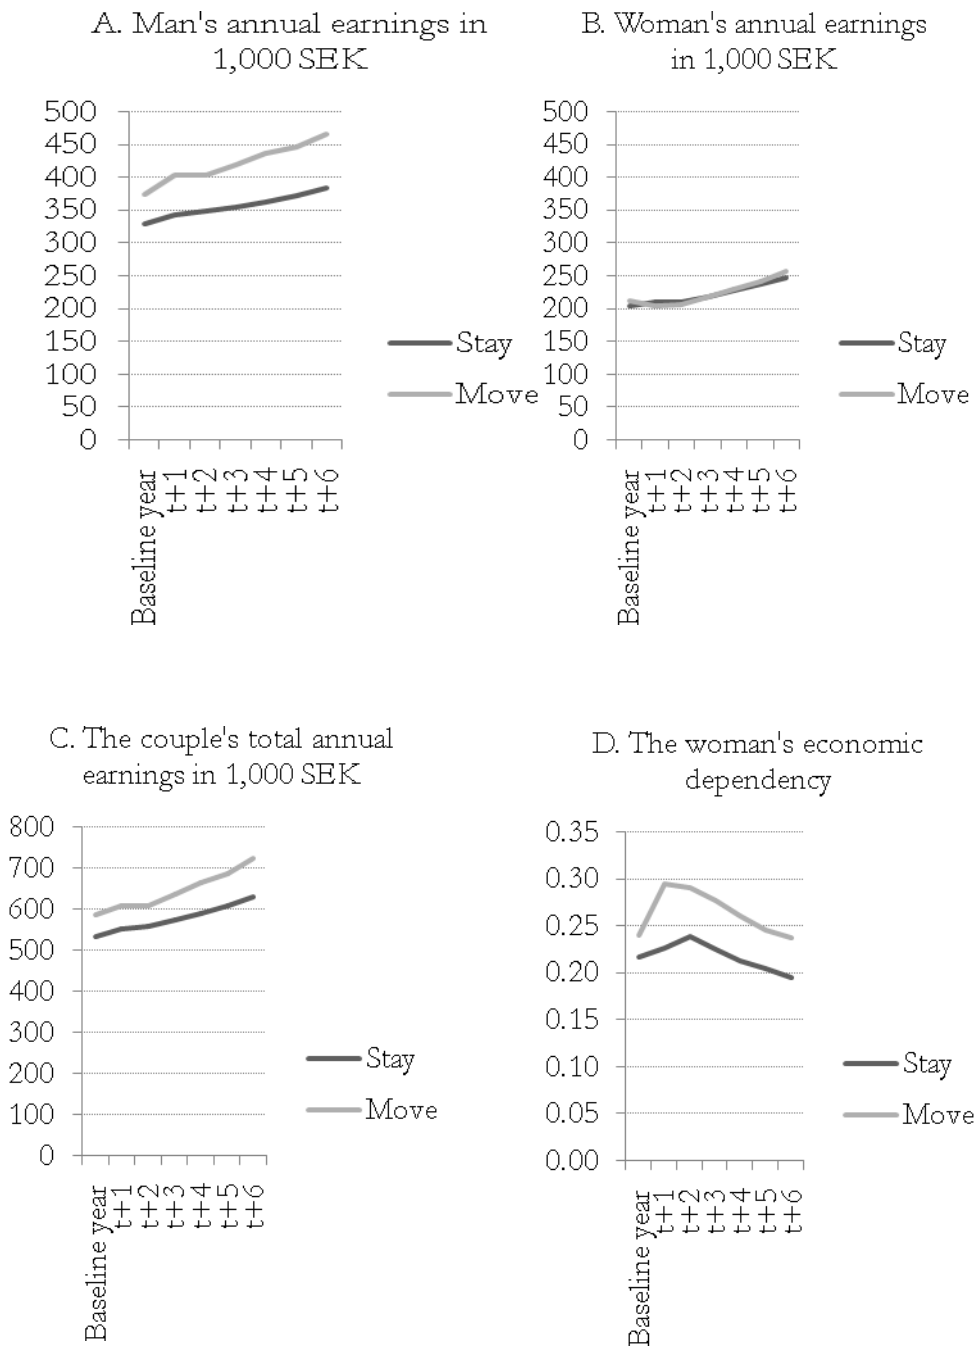 A. Man's annual earnings in
1,000 SEK
500
450
400
350
300
250
200
150
100
50
0
Stay
Move
Baseline year
t+1
t+2
t+3
t+4
t+5
t+6
B. Woman's annual earnings
in 1,000 SEK
500
450
400
350
300
250
200
150
100
50
0
Stay
Move
Baseline year
t+1
t+2
t+3
t+4
t+5
t+6
C. The couple's total annual
earnings in 1,000 SEK
800
700
600
500
400
300
200
100
0
Stay
Move
Baseline year
t+1
t+2
t+3
t+4
t+5
t+6
D. The woman's economic
dependency
0.35
0.30
0.25
0.20
0.15
0.10
0.05
0.00
Stay
Move
Baseline year
t+1
t+2
t+3
t+4
t+5
t+6